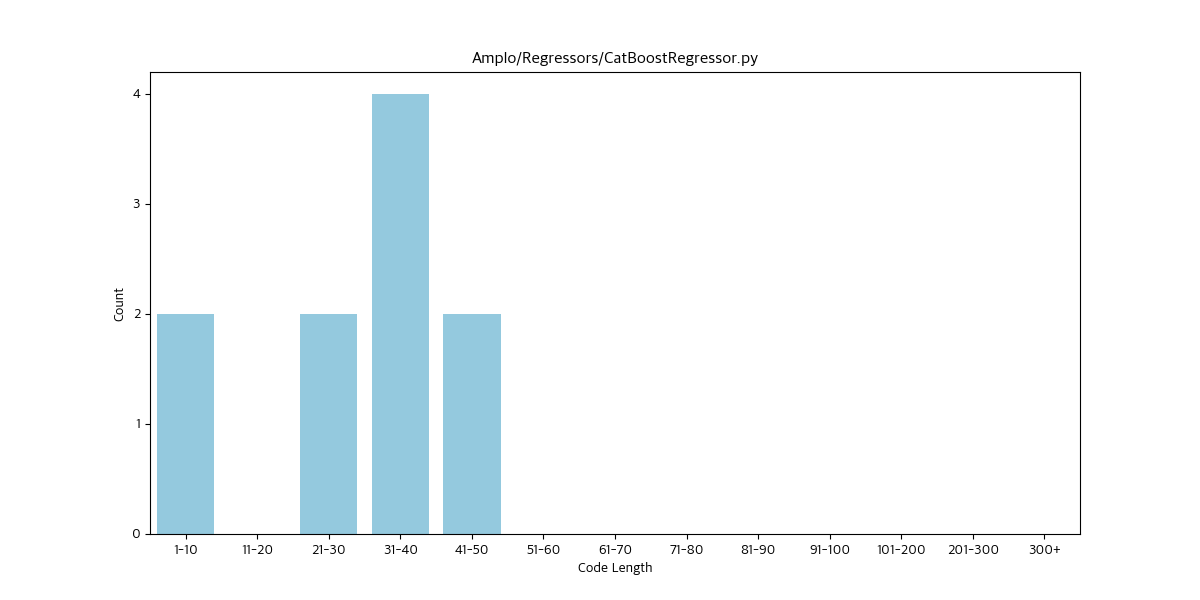 Amplo/Regressors/CatBoostRegressor.py
4
3
2
1
0
Count
1-10 11-20 21-30 31-40 41-50 51-60 61-70 71-80 81-90 91-100 101-200 201-300 300+
Code Length